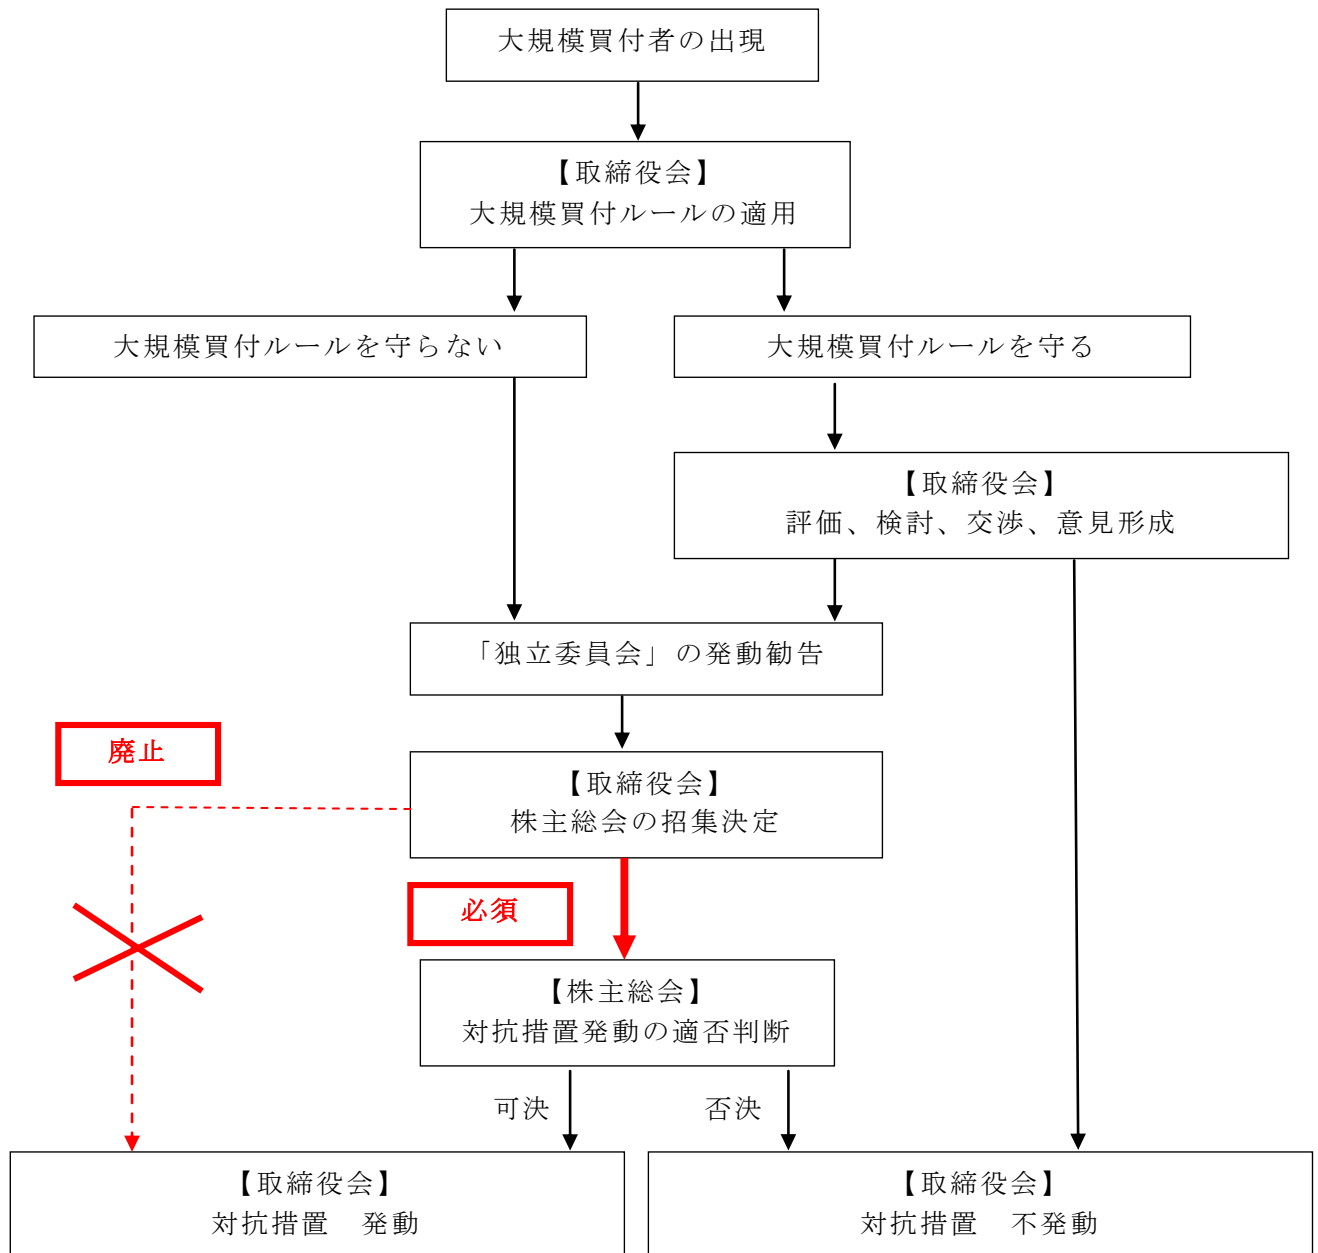 大規模買付者の出現
【取締役会】
大規模買付ルールの適用
大規模買付ルールを守らない
大規模買付ルールを守る
【取締役会】
評価、検討、交渉、意見形成
「独立委員会」の発動勧告
廃止
【取締役会】
株主総会の招集決定
必須
【株主総会】
対抗措置発動の適否判断
可決
否決
【取締役会】
対抗措置　発動
【取締役会】
対抗措置　不発動